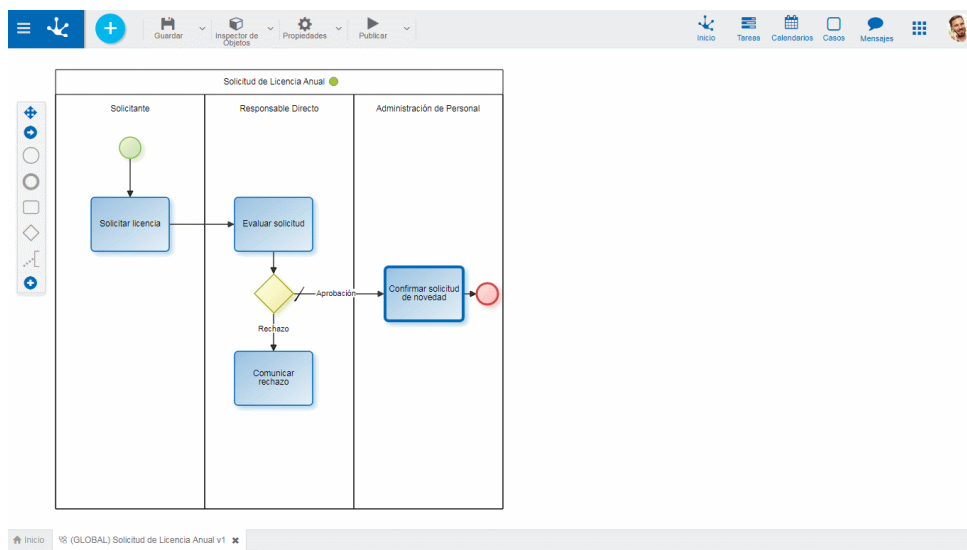 Guardar
Inspector de
Objetos
Propiedades
Publicar
Inicio
Tareas
Calendarios
Casos
Mensajes
Solicitud de Licencia Anual
Solicitante
Responsable Directo
Administración de Personal
Solicitar licencia
Evaluar solicitud
Aprobación
Confirmar solicitud
de novedad
Rechazo
Comunicar
rechazo
Inicio
(GLOBAL) Solicitud de Licencia Anual v1